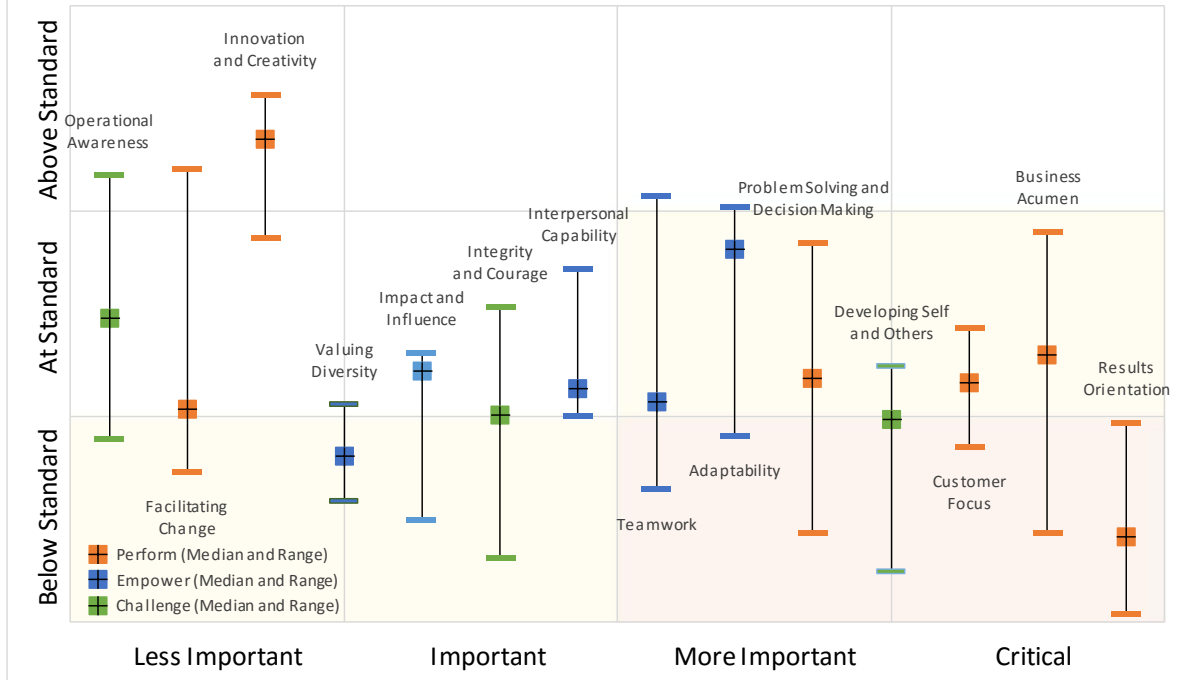 Above Standard
At Standard
Below Standard
Innovation
and Creativity
Operational
Awareness
Facilitating
Change
Valuing
Diversity
Impact and
Influence
Integrity
and Courage
Interpersonal
Capability
Teamwork
Adaptability
Problem Solving and
Decision Making
Developing Self
and Others
Customer
Focus
Business
Acumen
Results
Orientation
Perform (Median and Range)
Empower (Median and Range)
Challenge (Median and Range)
Less Important
Important
More Important
Critical